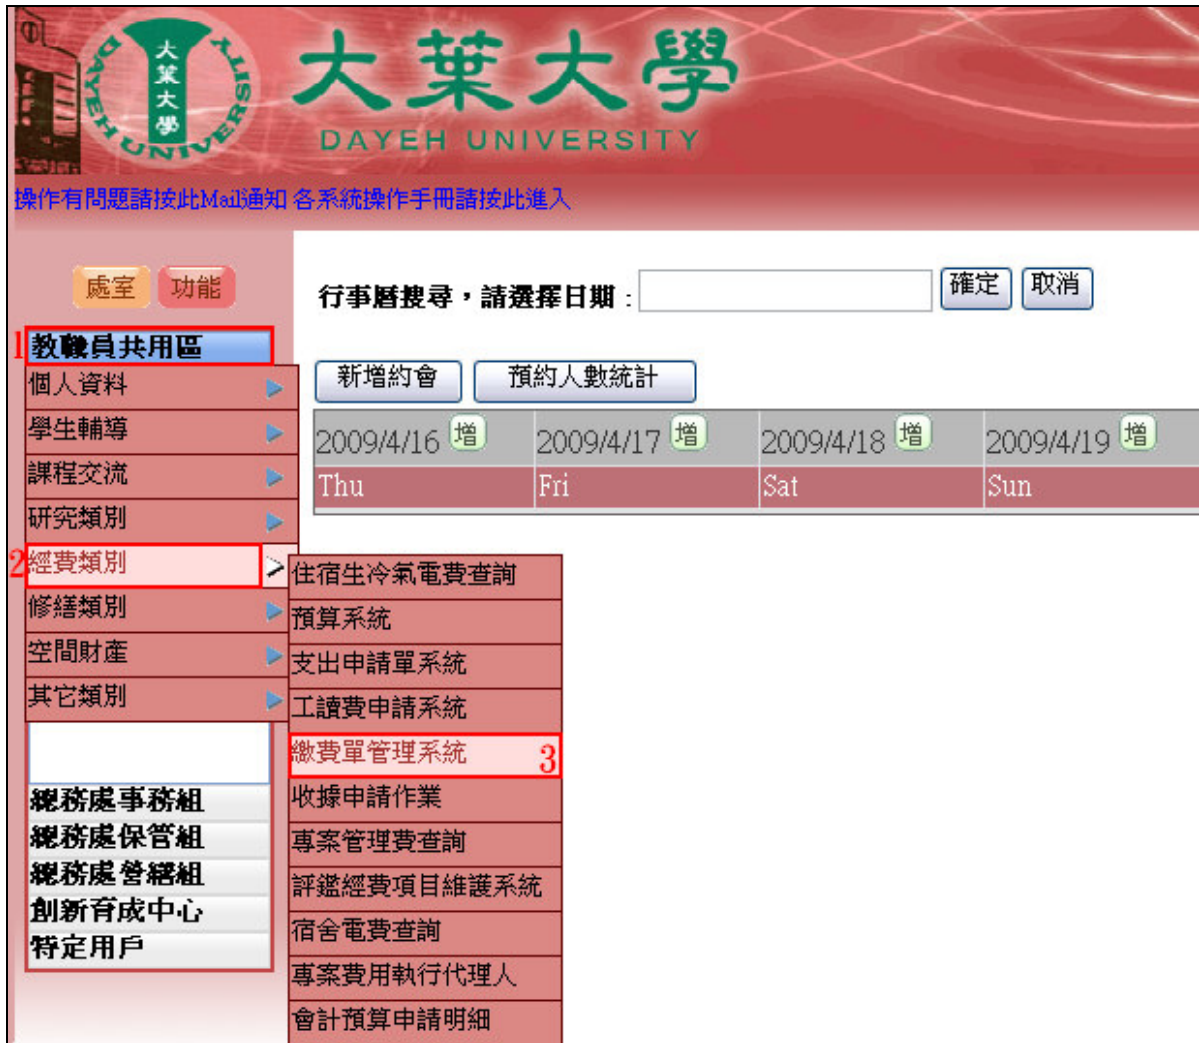 大葉大學
DAYEH UNIVERSITY
大葉大學
DAYEH UNIVERSITY
操作有問題請按此Mail通知 各系統操作手冊請按此進入
處室 功能
行事曆搜尋，請選擇日期： 確定 取消
1 教職員共用區
新增約會 預約人數統計
個人資料
學生輔導
課程交流
研究類別
2 經費類別 >
修繕類別
空間財產
其它類別
2009/4/16 增 2009/4/17 增 2009/4/18 增 2009/4/19 增
Thu Fri Sat Sun
住宿生冷氣電費查詢
預算系統
支出申請單系統
工讀費申請系統
繳費單管理系統 3
收據申請作業
專案管理費查詢
評鑑經費項目維護系統
宿舍電費查詢
專案費用執行代理人
會計預算申請明細
總務處事務組
總務處保管組
總務處營繕組
創新育成中心
特定用戶